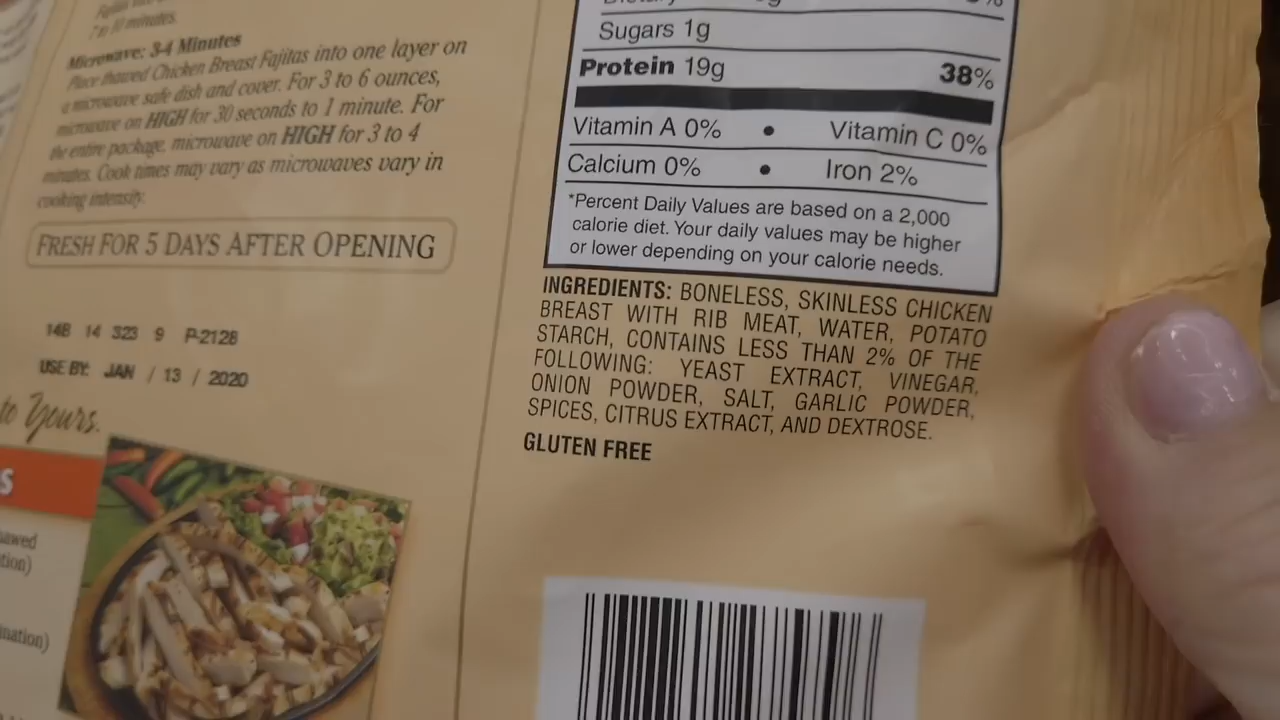 7 to 10 minutes.
Microwave: 3-4 Minutes
Place thawed Chicken Breast Fajitas into one layer on
a microwave safe dish and cover. For 3 to 6 ounces,
microwave on HIGH for 30 seconds to 1 minute. For
the entire package, microwave on HIGH for 3 to 4
minutes. Cook times may vary as microwaves vary in
cooking intensity.
FRESH FOR 5 DAYS AFTER OPENING
14B 14 323 9 P-2128
USE BY: JAN / 13 / 2020
to Yours.
Sugars 1g
Protein 19g 38%
Vitamin A 0% • Vitamin C 0%
Calcium 0% • Iron 2%
*Percent Daily Values are based on a 2,000
calorie diet. Your daily values may be higher
or lower depending on your calorie needs.
INGREDIENTS: BONELESS, SKINLESS CHICKEN
BREAST WITH RIB MEAT, WATER, POTATO
STARCH, CONTAINS LESS THAN 2% OF THE
FOLLOWING: YEAST EXTRACT, VINEGAR,
ONION POWDER, SALT, GARLIC POWDER,
SPICES, CITRUS EXTRACT, AND DEXTROSE.
GLUTEN FREE